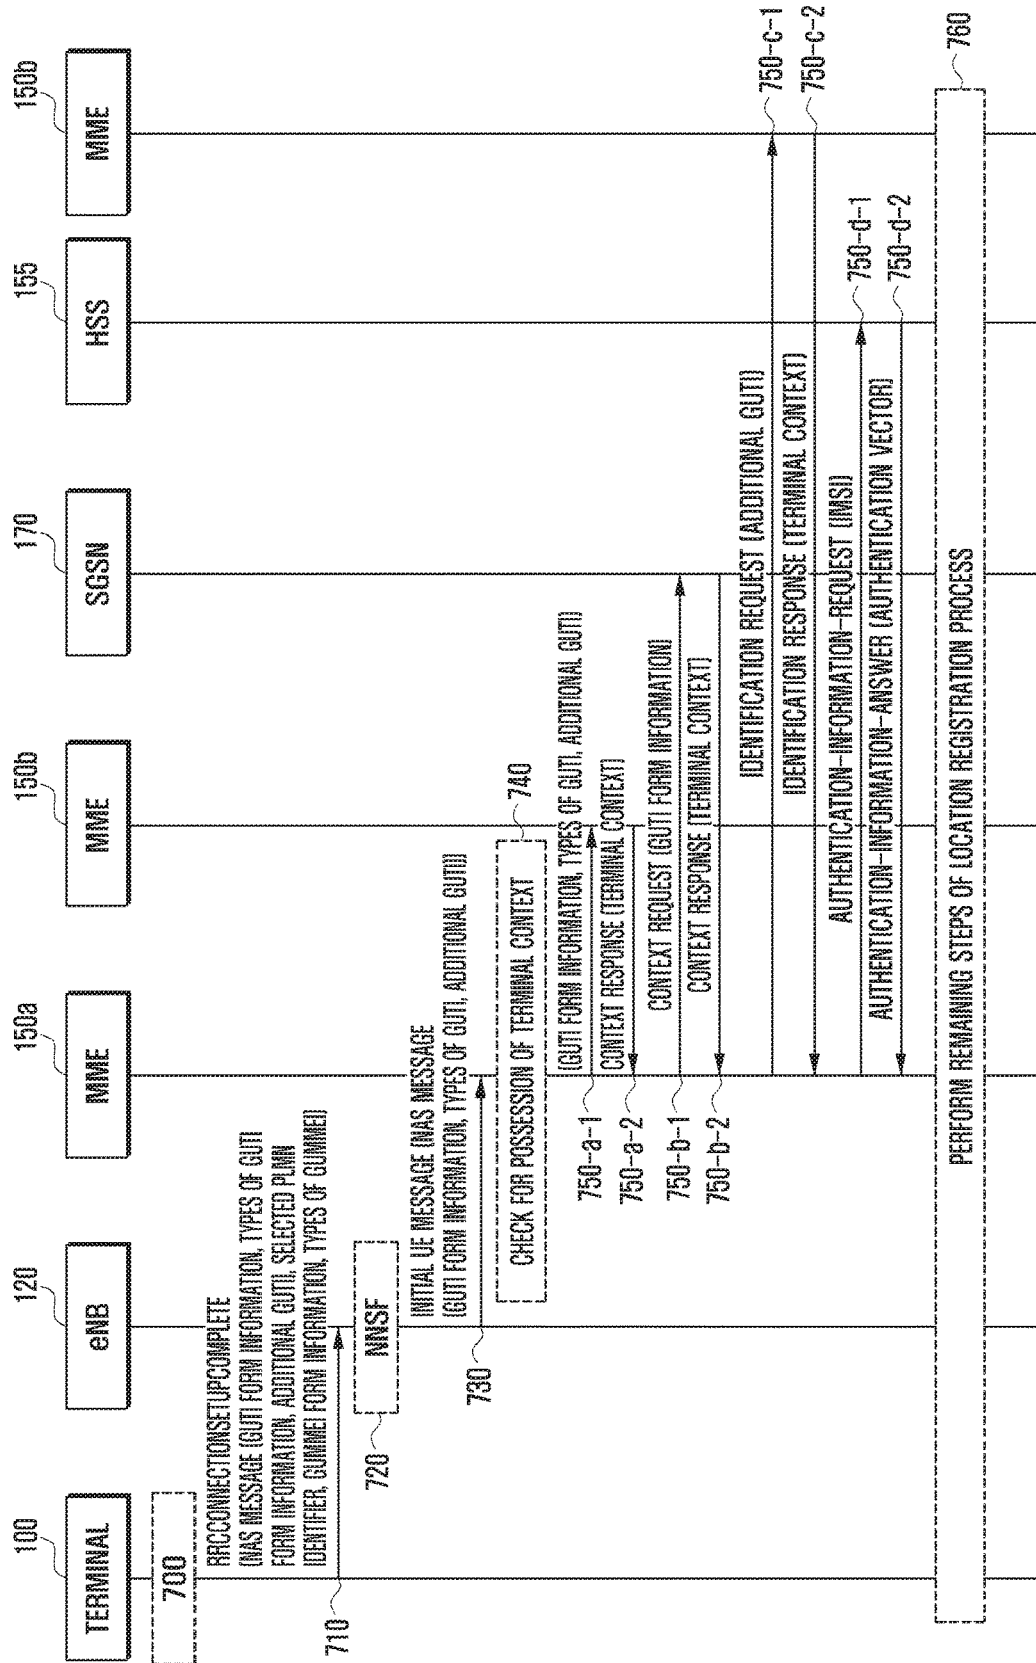 100
120
150a
150b
170
155
150b
TERMINAL
eNB
MME
MME
SGSN
HSS
MME
700
RRCCONNECTIONSETUPCOMPLETE
(NAS MESSAGE (GUTI FORM INFORMATION, TYPES OF GUTI
FORM INFORMATION, ADDITIONAL GUTI), SELECTED PLMN
IDENTIFIER, GUMMEI FORM INFORMATION, TYPES OF GUMMEI)
710
720
NNSF
INITIAL UE MESSAGE (NAS MESSAGE
(GUTI FORM INFORMATION, TYPES OF GUTI, ADDITIONAL GUTI))
730
740
CHECK FOR POSSESSION OF TERMINAL CONTEXT
(GUTI FORM INFORMATION, TYPES OF GUTI, ADDITIONAL GUTI)
750-a-1
CONTEXT RESPONSE (TERMINAL CONTEXT)
750-a-2
CONTEXT REQUEST (GUTI FORM INFORMATION)
750-b-1
CONTEXT RESPONSE (TERMINAL CONTEXT)
750-b-2
IDENTIFICATION REQUEST (ADDITIONAL GUTI)
750-c-1
IDENTIFICATION RESPONSE (TERMINAL CONTEXT)
750-c-2
AUTHENTICATION-INFORMATION-REQUEST (IMSI)
750-d-1
AUTHENTICATION-INFORMATION-ANSWER (AUTHENTICATION VECTOR)
750-d-2
760
PERFORM REMAINING STEPS OF LOCATION REGISTRATION PROCESS